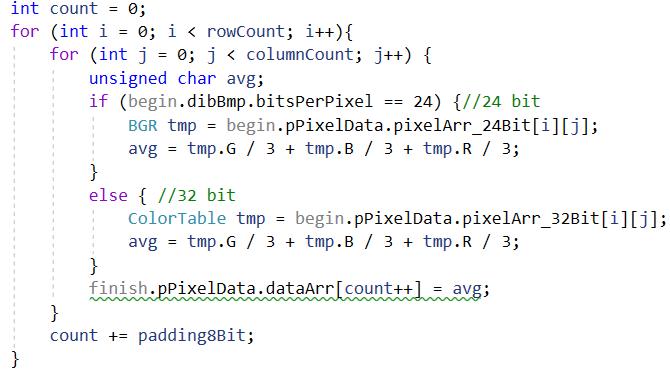 int count = 0;
for (int i = 0; i < rowCount; i++){
    for (int j = 0; j < columnCount; j++) {
        unsigned char avg;
        if (begin.dibBmp.bitsPerPixel == 24) {//24 bit
            BGR tmp = begin.pPixelData.pixelArr_24Bit[i][j];
            avg = tmp.G / 3 + tmp.B / 3 + tmp.R / 3;
        }
        else { //32 bit
            ColorTable tmp = begin.pPixelData.pixelArr_32Bit[i][j];
            avg = tmp.G / 3 + tmp.B / 3 + tmp.R / 3;
        }
        finish.pPixelData.dataArr[count++] = avg;
    }
    count += padding8Bit;
}